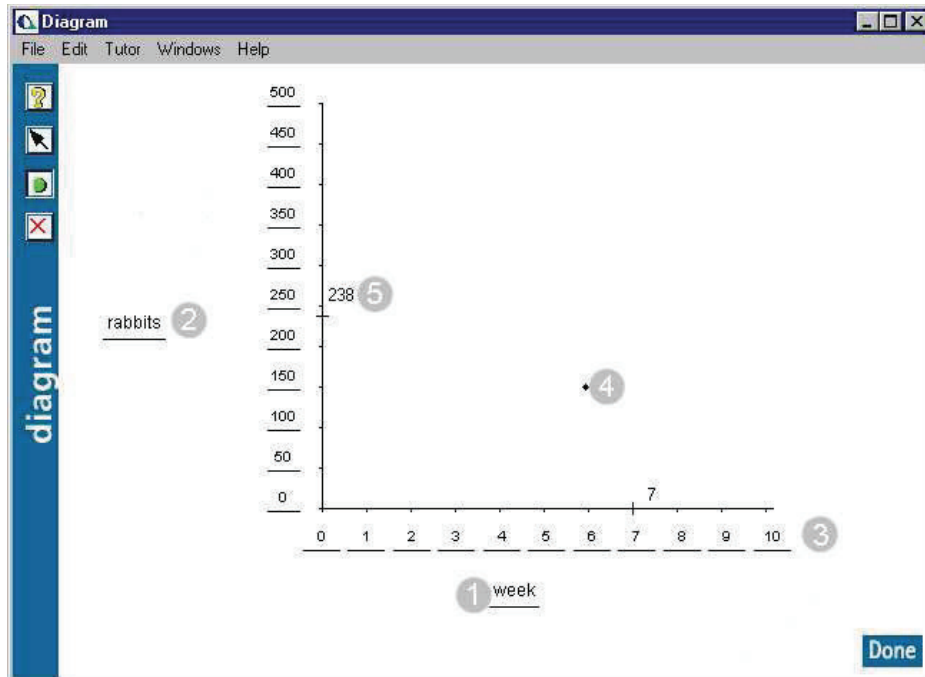 Diagram
File Edit Tutor Windows Help
500
450
400
350
300
250
238 5
rabbits 2
200
150
4
100
50
0
7
0 1 2 3 4 5 6 7 8 9 10 3
1 week
diagram
Done